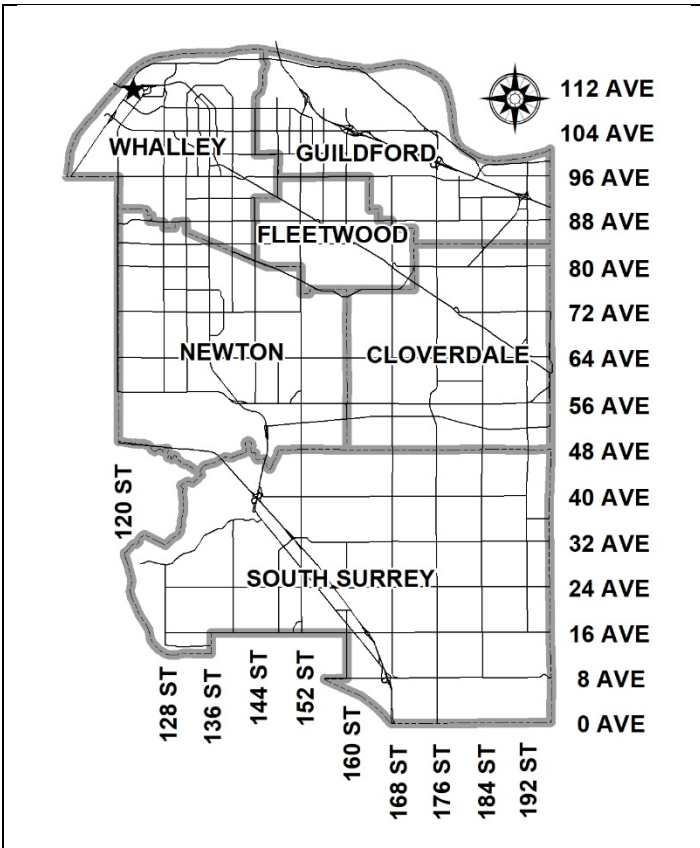 112 AVE
104 AVE
WHALLEY
GUILDFORD
96 AVE
88 AVE
FLEETWOOD
80 AVE
72 AVE
NEWTON
CLOVERDALE
64 AVE
56 AVE
48 AVE
120 ST
40 AVE
32 AVE
SOUTH SURREY
24 AVE
16 AVE
128 ST
136 ST
144 ST
152 ST
160 ST
8 AVE
0 AVE
168 ST
176 ST
184 ST
192 ST